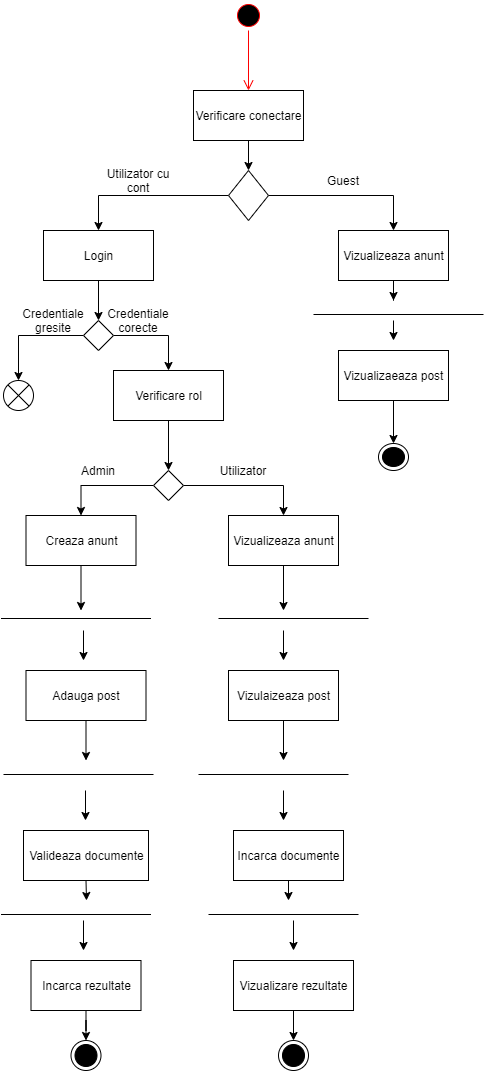 Verificare conectare
Utilizator cu
cont
Guest
Login
Vizualizeaza anunt
Credentiale
gresite
Credentiale
corecte
Verificare rol
Vizualizaeaza post
Admin
Utilizator
Creaza anunt
Vizualizeaza anunt
Adauga post
Vizulaizeaza post
Valideaza documente
Incarca documente
Incarca rezultate
Vizualizare rezultate